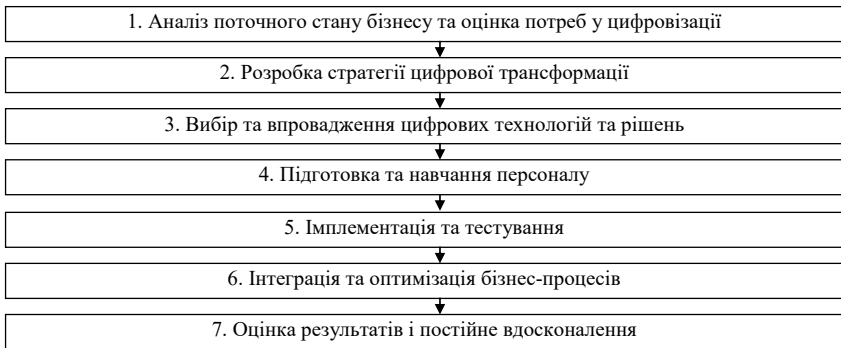 1. Аналіз поточного стану бізнесу та оцінка потреб у цифровізації
2. Розробка стратегії цифрової трансформації
3. Вибір та впровадження цифрових технологій та рішень
4. Підготовка та навчання персоналу
5. Імплементація та тестування
6. Інтеграція та оптимізація бізнес-процесів
7. Оцінка результатів і постійне вдосконалення